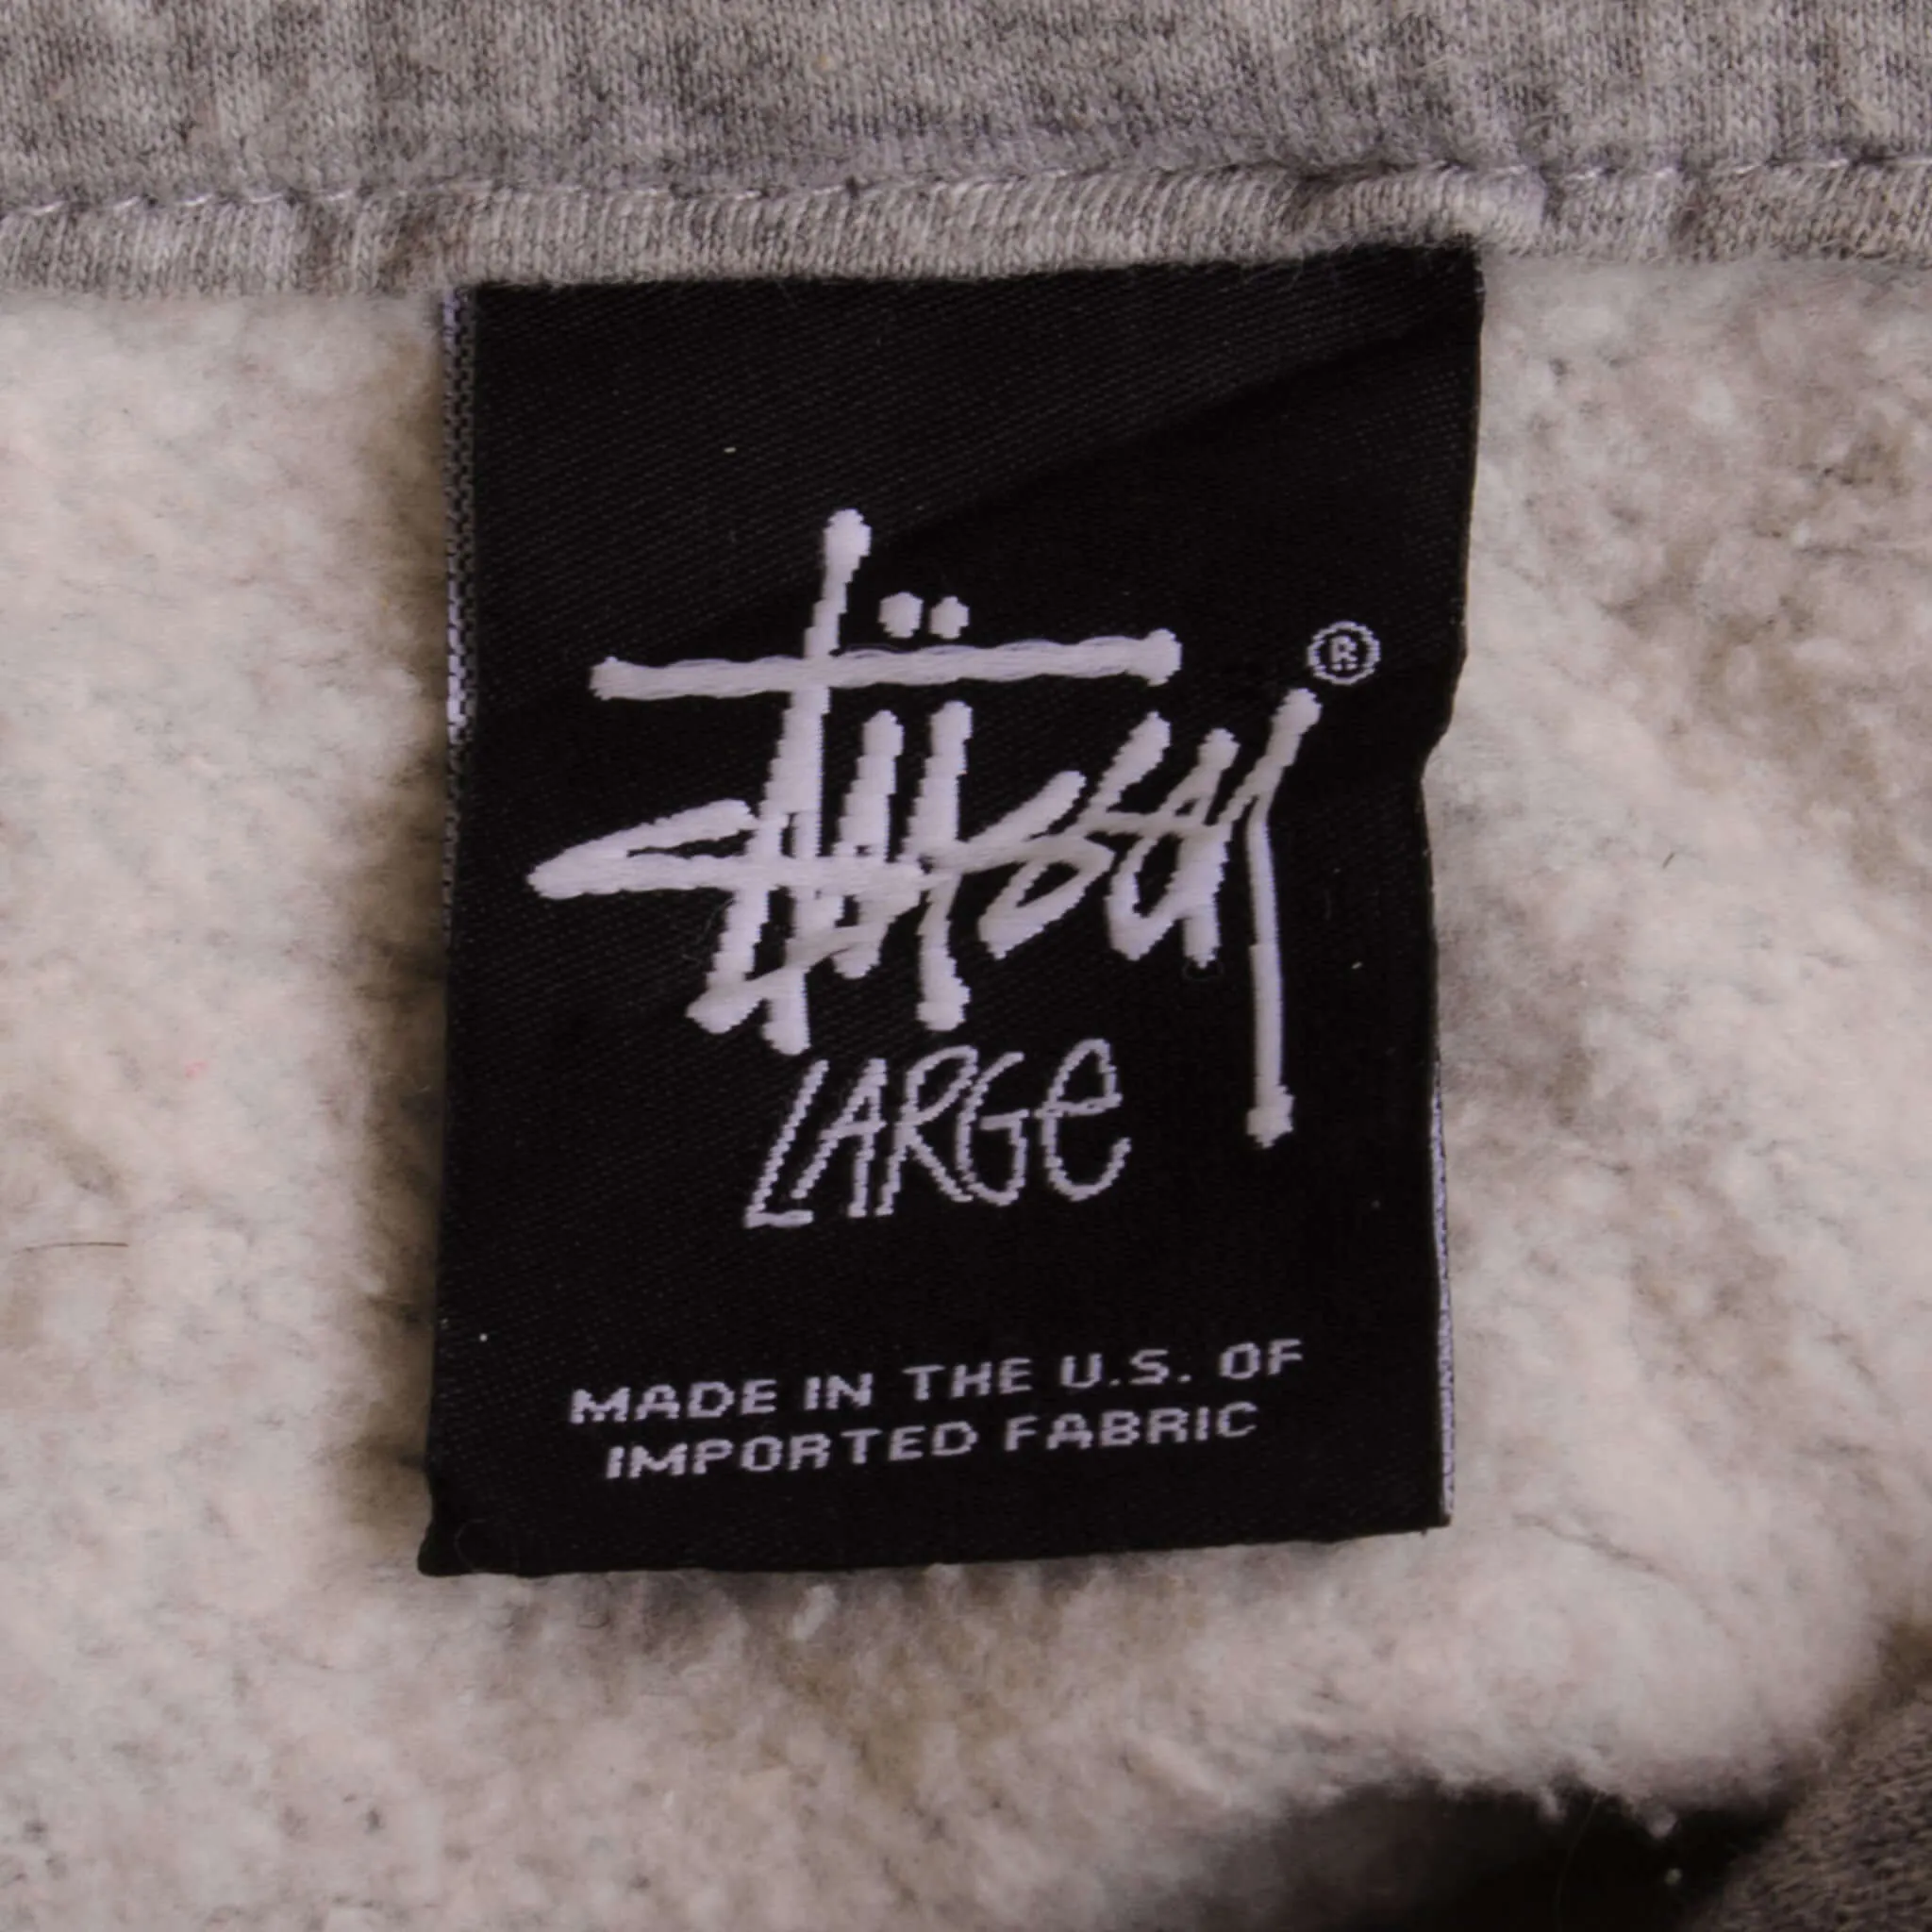 Stüssy ®
LARGe
MADE IN THE U.S. OF
IMPORTED FABRIC